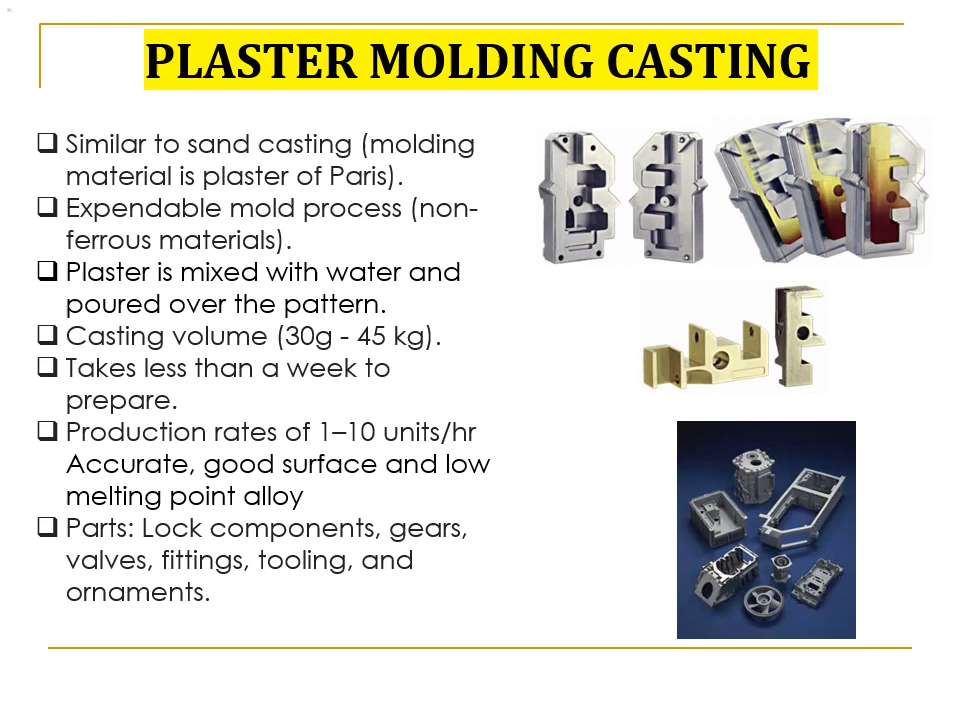 PLASTER MOLDING CASTING
❑ Similar to sand casting (molding
material is plaster of Paris).
❑ Expendable mold process (non-
ferrous materials).
❑ Plaster is mixed with water and
poured over the pattern.
❑ Casting volume (30g - 45 kg).
❑ Takes less than a week to
prepare.
❑ Production rates of 1–10 units/hr
Accurate, good surface and low
melting point alloy
❑ Parts: Lock components, gears,
valves, fittings, tooling, and
ornaments.